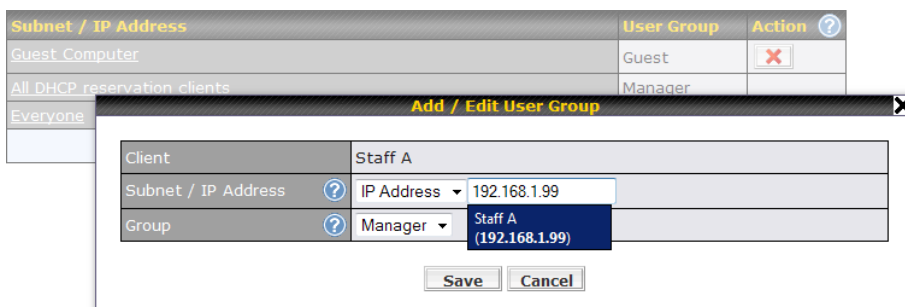 Subnet / IP Address User Group Action ?
Guest Computer Guest
All DHCP reservation clients Manager
Everyone
Add / Edit User Group
Client Staff A
Subnet / IP Address ? IP Address 192.168.1.99
Group ? Manager
Staff A
(192.168.1.99)
Save Cancel